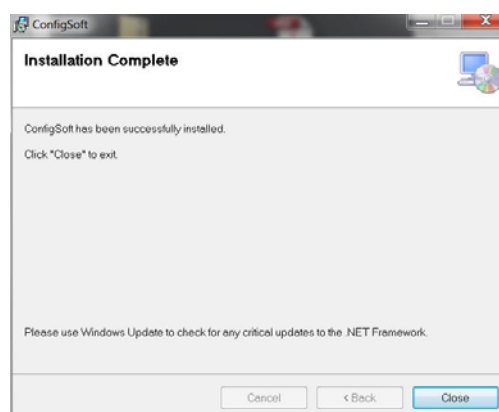 ConfigSoft
Installation Complete
ConfigSoft has been successfully installed.
Click "Close" to exit.
Please use Windows Update to check for any critical updates to the .NET Framework.
Cancel
< Back
Close